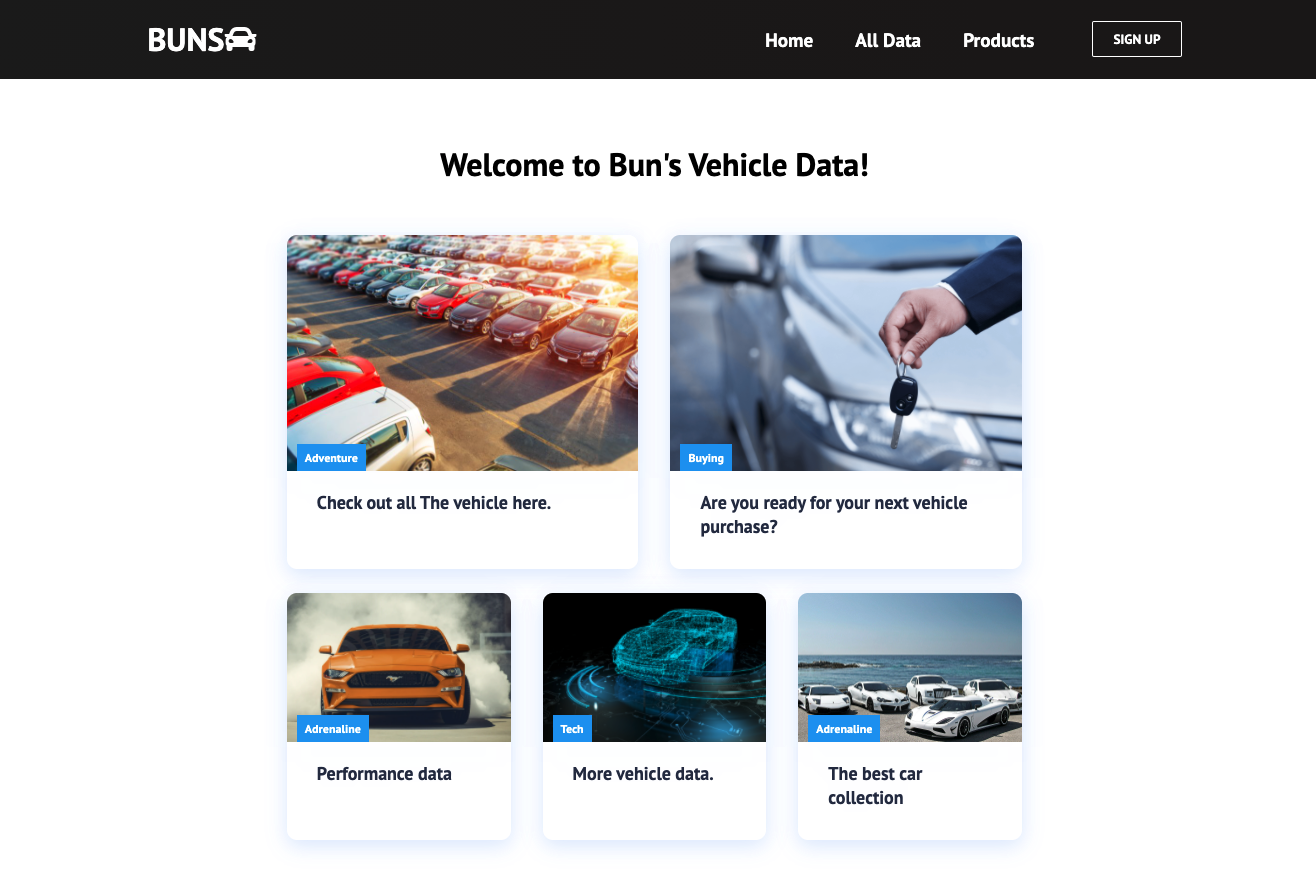 BUNS
Home
All Data
Products
SIGN UP
Welcome to Bun's Vehicle Data!
Adventure
Check out all The vehicle here.
Buying
Are you ready for your next vehicle
purchase?
Adrenaline
Performance data
Tech
More vehicle data.
Adrenaline
The best car
collection